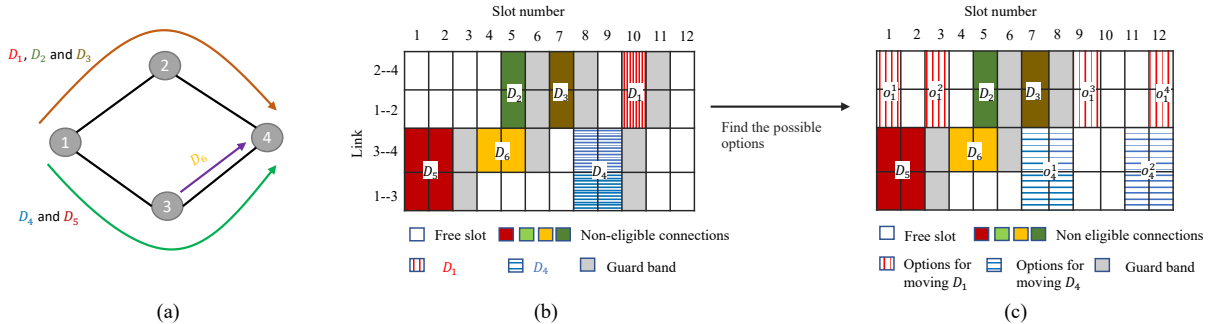 D₁, D₂ and D₃
1
2
3
4
D₆
D₄ and D₅
(a)
Slot number
1 2 3 4 5 6 7 8 9 10 11 12
Link
2--4
1--2
3--4
1--3
D₂
D₃
D₁
D₅
D₆
D₄
Free slot
Non-eligible connections
D₁
D₄
Guard band
(b)
Find the possible
options
Slot number
1 2 3 4 5 6 7 8 9 10 11 12
o₁¹
o₁²
D₂
D₃
o₁³
o₁⁴
D₅
D₆
o₄¹
o₄²
Free slot
Non eligible connections
Options for
moving D₁
Options for
moving D₄
Guard band
(c)